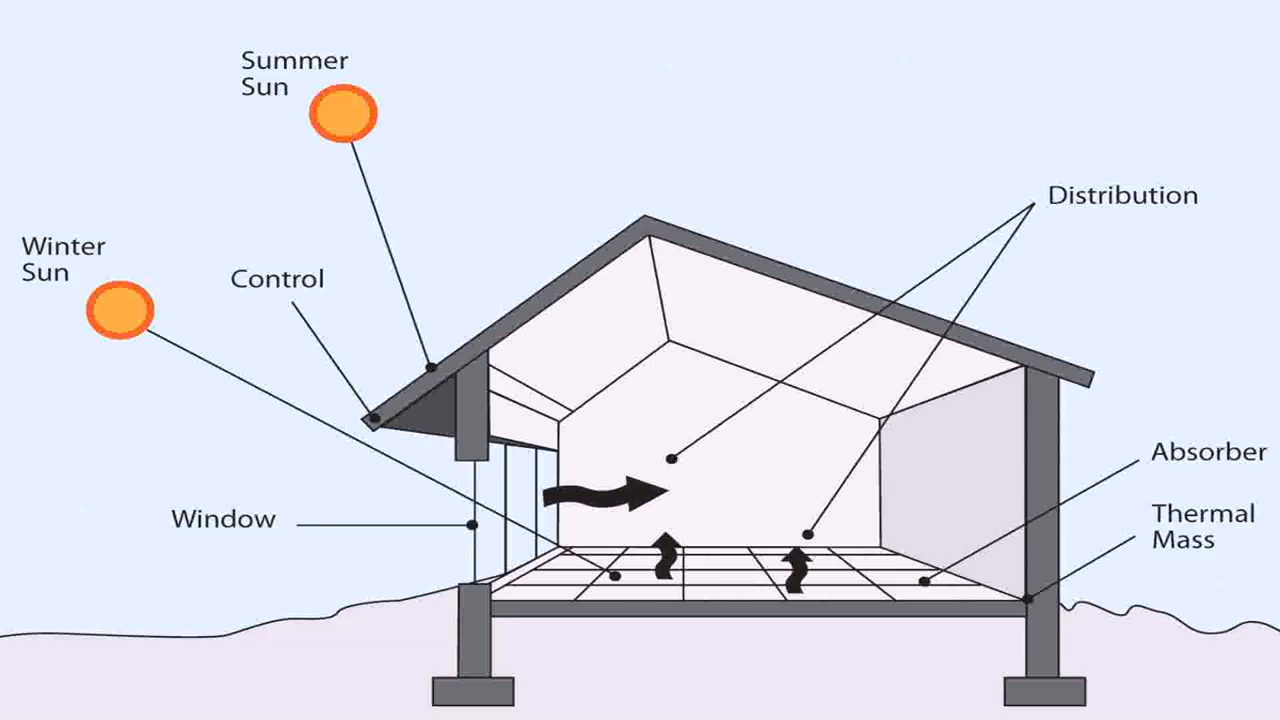 Summer
Sun
Distribution
Winter
Sun
Control
Absorber
Window
Thermal
Mass